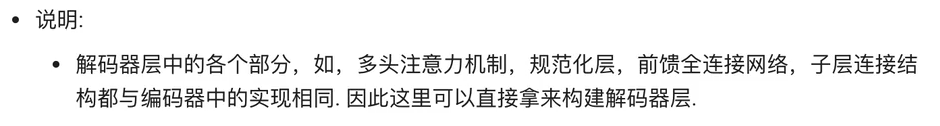 • 说明:
• 解码器层中的各个部分，如，多头注意力机制，规范化层，前馈全连接网络，子层连接结
构都与编码器中的实现相同. 因此这里可以直接拿来构建解码器层.